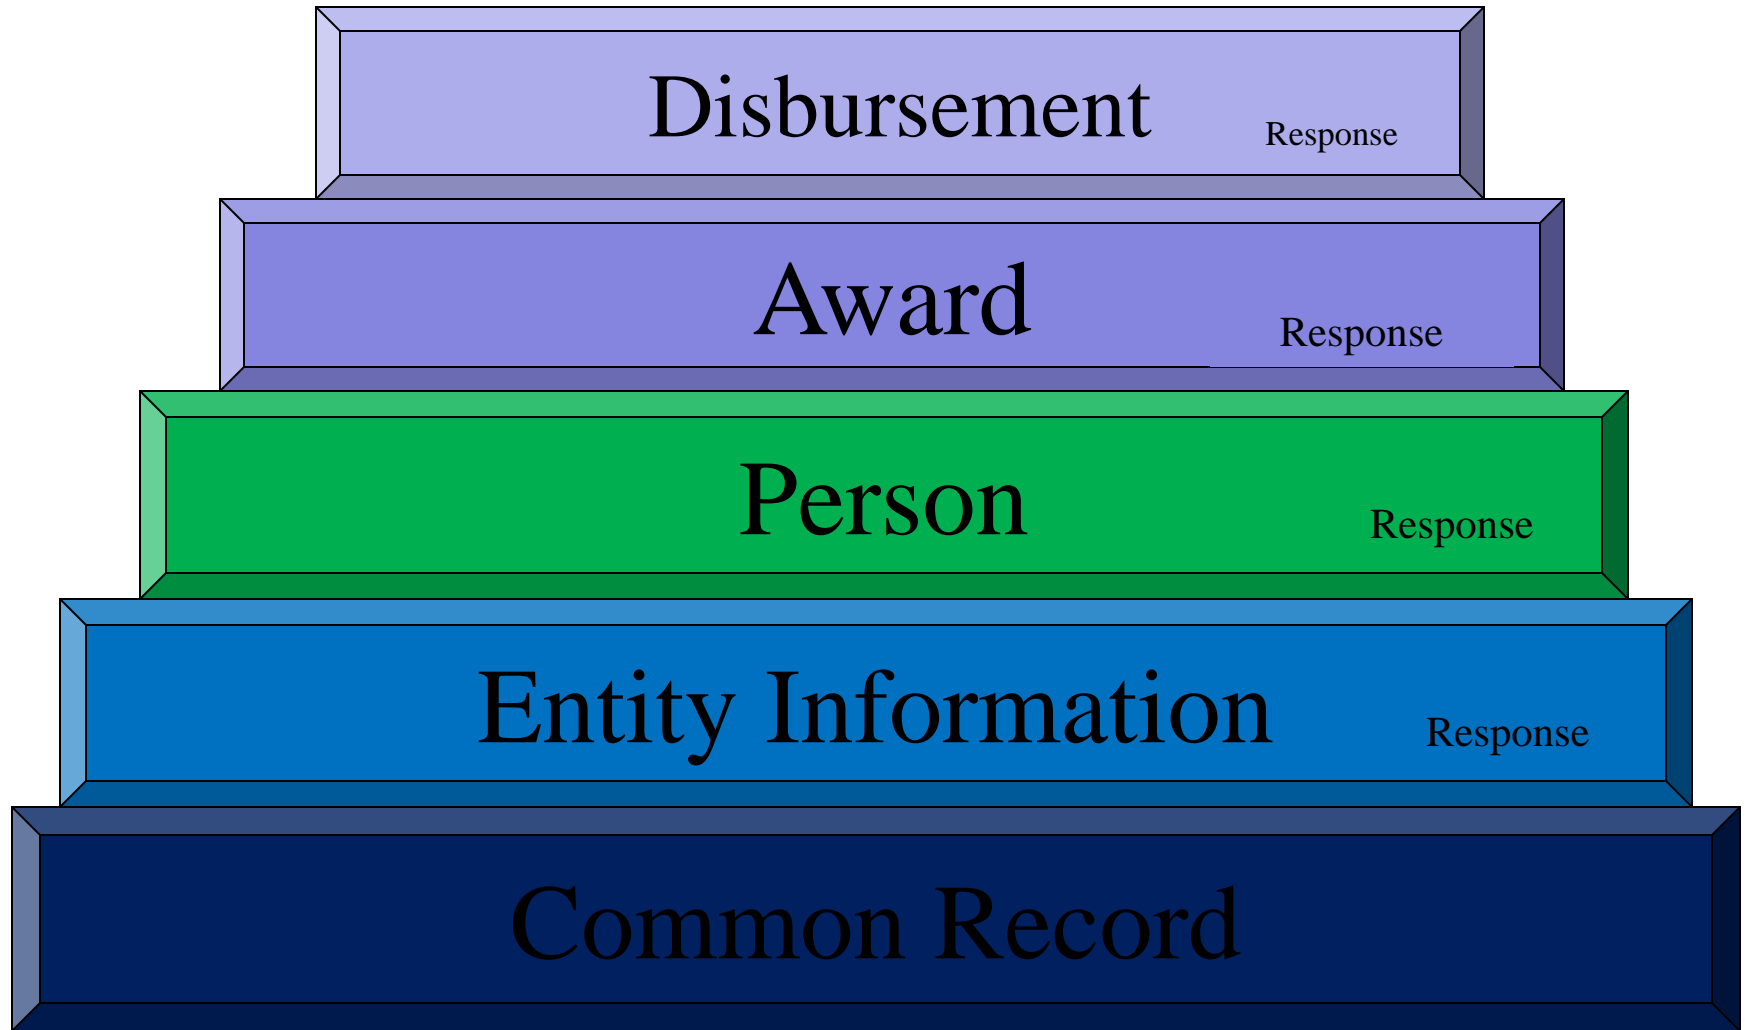 Disbursement
Response
Award
Response
Person
Response
Entity Information
Response
Common Record